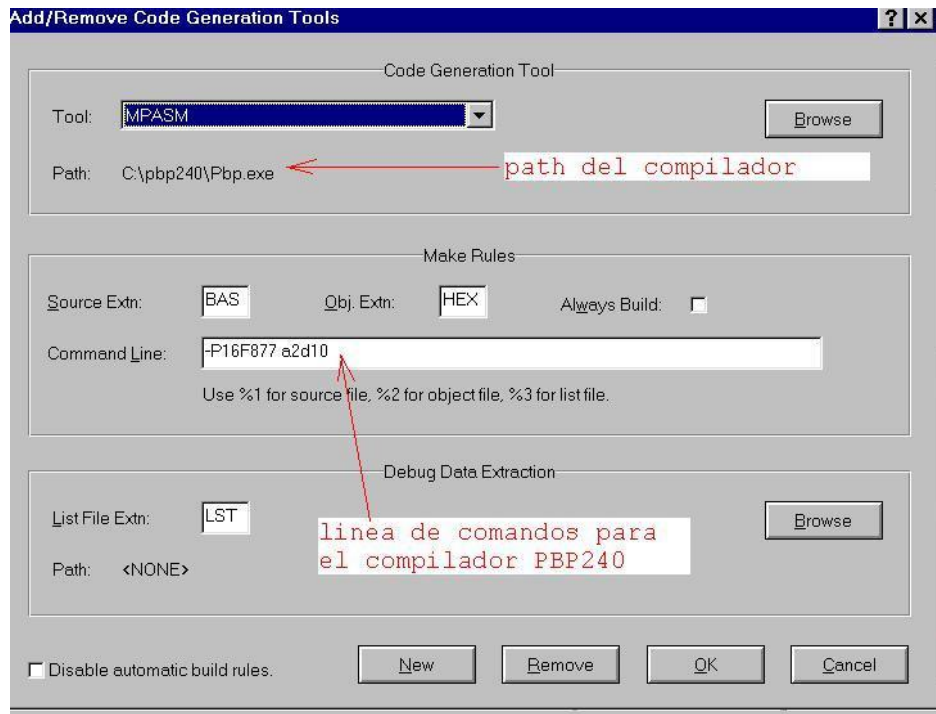 Add/Remove Code Generation Tools
Code Generation Tool
Tool: MPASM Browse
Path: C:\pbp240\Pbp.exe path del compilador
Make Rules
Source Extn: BAS Obj. Extn: HEX Always Build:
Command Line: -P16F877 a2d10
Use %1 for source file, %2 for object file, %3 for list file.
Debug Data Extraction
List File Extn: LST Browse
linea de comandos para
el compilador PBP240
Path: <NONE>
Disable automatic build rules. New Remove OK Cancel